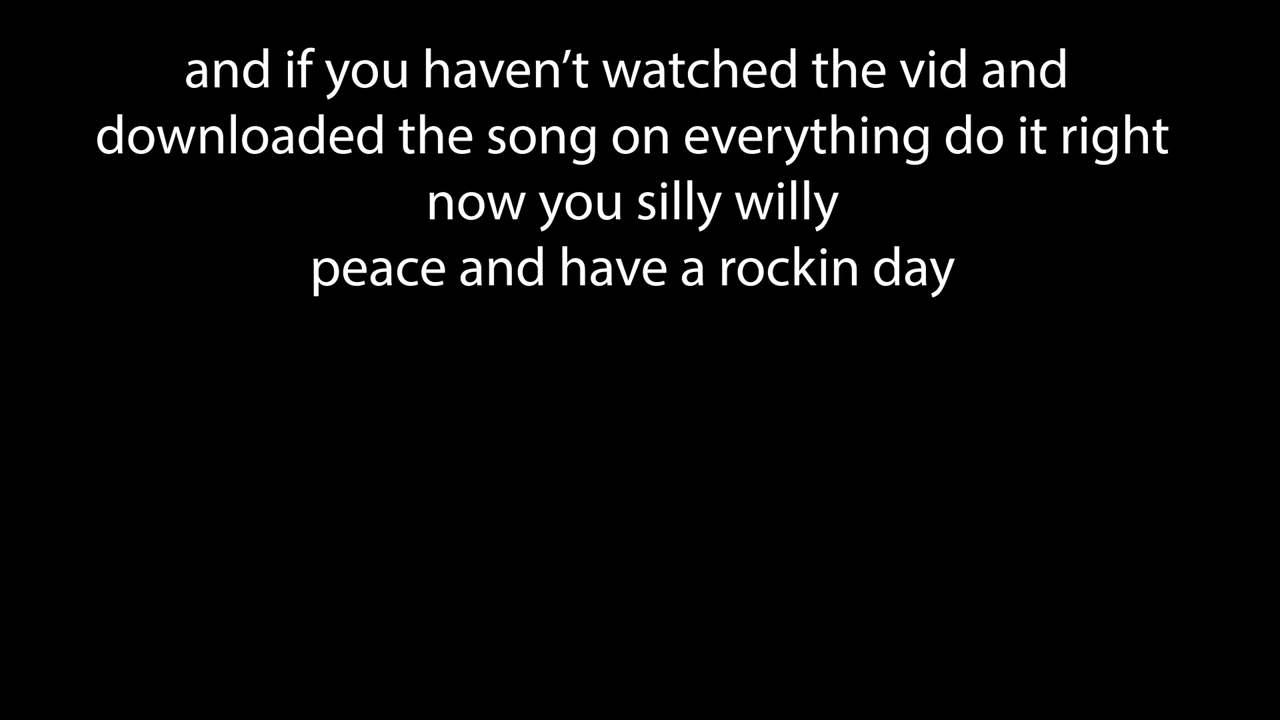 and if you haven’t watched the vid and
downloaded the song on everything do it right
now you silly willy
peace and have a rockin day